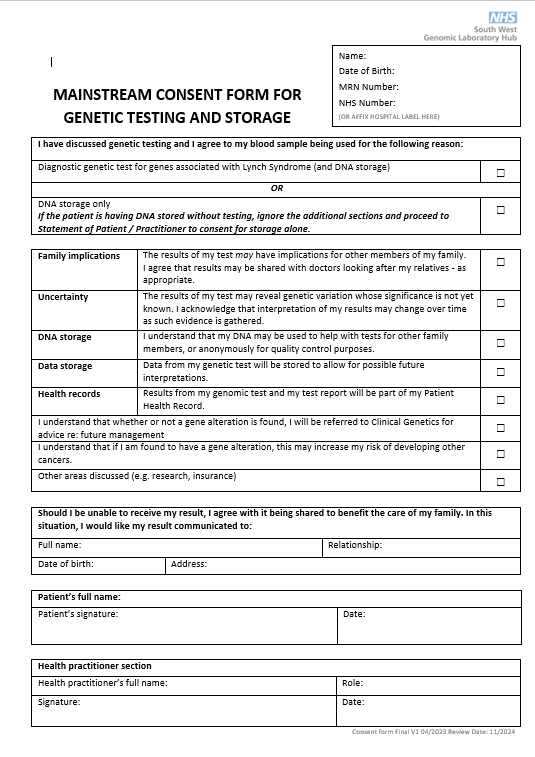 NHS
South West
Genomic Laboratory Hub
Name:
Date of Birth:
MRN Number:
NHS Number:
(OR AFFIX HOSPITAL LABEL HERE)
MAINSTREAM CONSENT FORM FOR
GENETIC TESTING AND STORAGE
I have discussed genetic testing and I agree to my blood sample being used for the following reason:
Diagnostic genetic test for genes associated with Lynch Syndrome (and DNA storage)
☐
OR
DNA storage only
If the patient is having DNA stored without testing, ignore the additional sections and proceed to
Statement of Patient / Practitioner to consent for storage alone.
☐
Family implications
The results of my test may have implications for other members of my family.
I agree that results may be shared with doctors looking after my relatives - as
appropriate.
☐
Uncertainty
The results of my test may reveal genetic variation whose significance is not yet
known. I acknowledge that interpretation of my results may change over time
as such evidence is gathered.
☐
DNA storage
I understand that my DNA may be used to help with tests for other family
members, or anonymously for quality control purposes.
☐
Data storage
Data from my genetic test will be stored to allow for possible future
interpretations.
☐
Health records
Results from my genomic test and my test report will be part of my Patient
Health Record.
☐
I understand that whether or not a gene alteration is found, I will be referred to Clinical Genetics for
advice re: future management
☐
I understand that if I am found to have a gene alteration, this may increase my risk of developing other
cancers.
☐
Other areas discussed (e.g. research, insurance)
☐
Should I be unable to receive my result, I agree with it being shared to benefit the care of my family. In this
situation, I would like my result communicated to:
Full name:
Relationship:
Date of birth:
Address:
Patient's full name:
Patient's signature:
Date:
Health practitioner section
Health practitioner's full name:
Role:
Signature:
Date:
Consent form Final V1 04/2023 Review Date: 11/2024